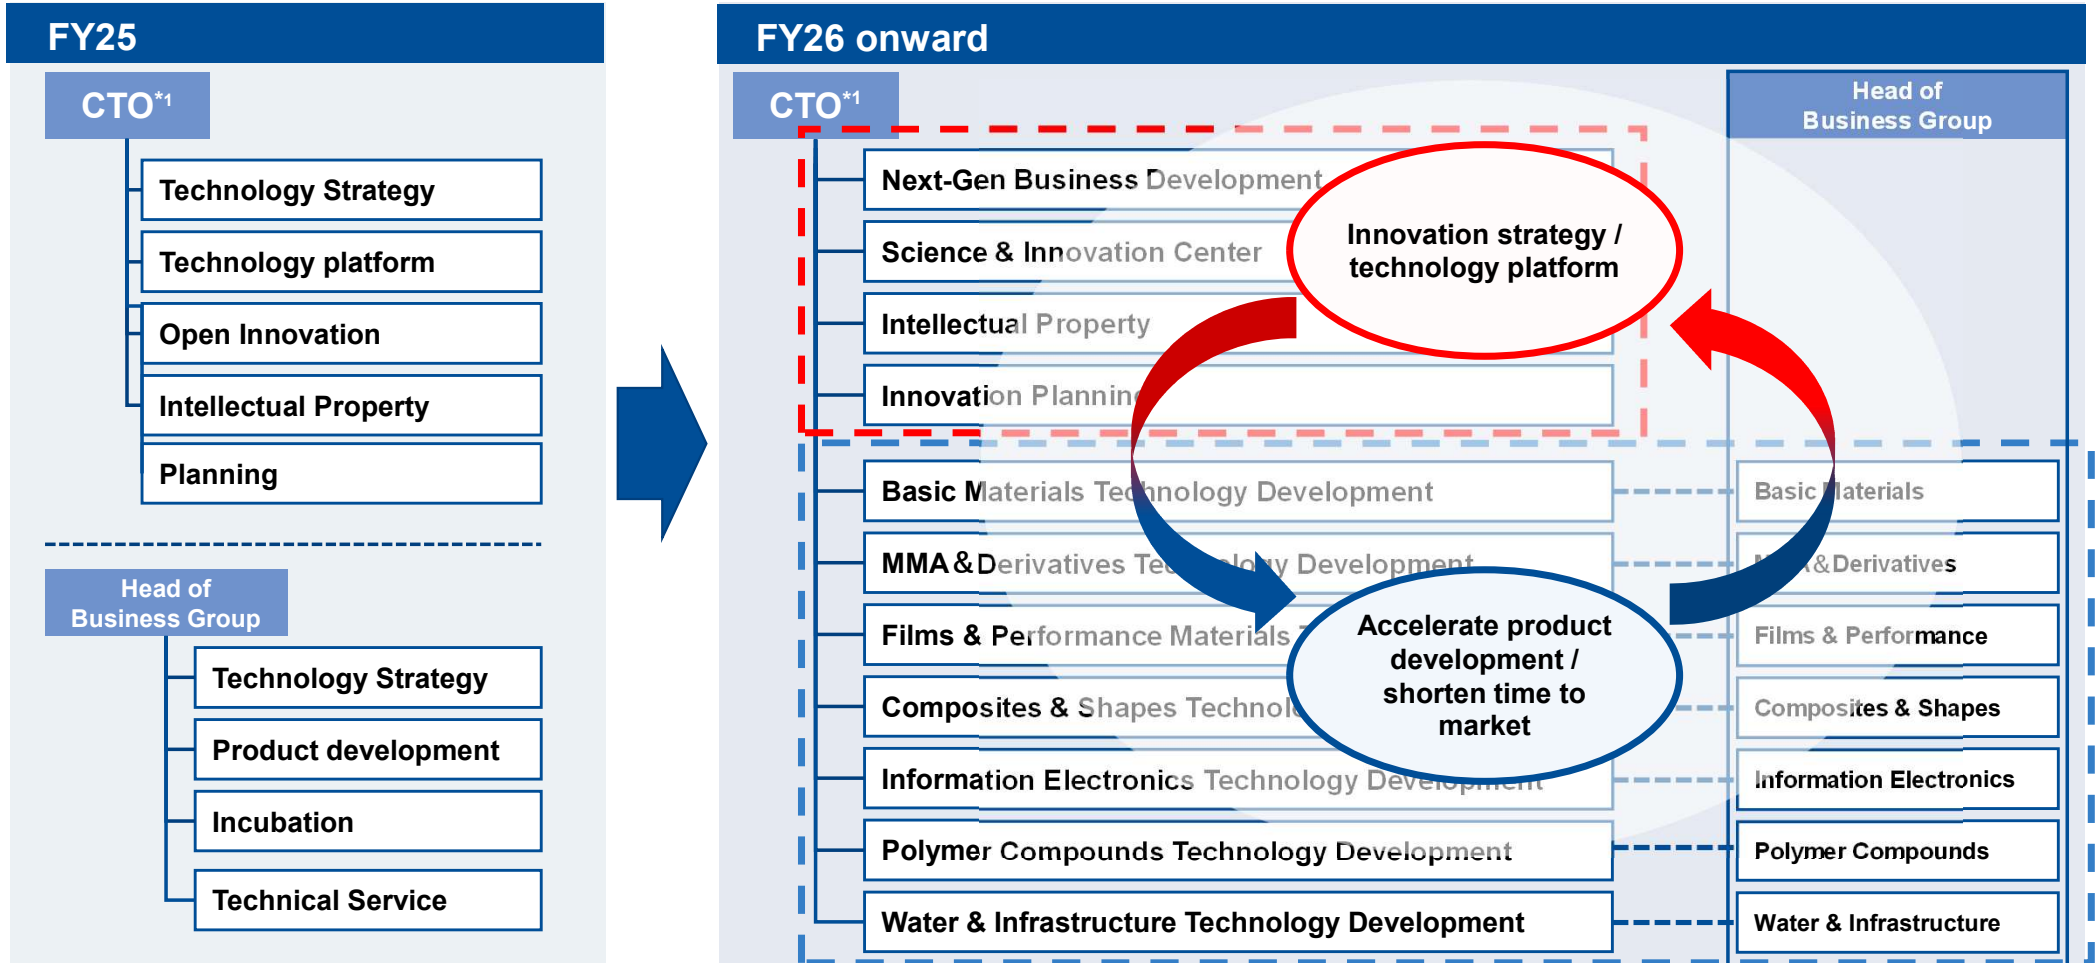 FY25
CTO*1
Technology Strategy
Technology platform
Open Innovation
Intellectual Property
Planning
Head of
Business Group
Technology Strategy
Product development
Incubation
Technical Service
FY26 onward
CTO*1
Next-Gen Business Development
Science & Innovation Center
Intellectual Property
Innovation Planning
Basic Materials Technology Development
MMA&Derivatives Technology Development
Films & Performance Materials
Composites & Shapes
Information Electronics Technology Development
Polymer Compounds Technology Development
Water & Infrastructure Technology Development
Innovation strategy /
technology platform
Accelerate product
development /
shorten time to
market
Head of
Business Group
Basic Materials
MMA&Derivatives
Films & Performance
Composites & Shapes
Information Electronics
Polymer Compounds
Water & Infrastructure